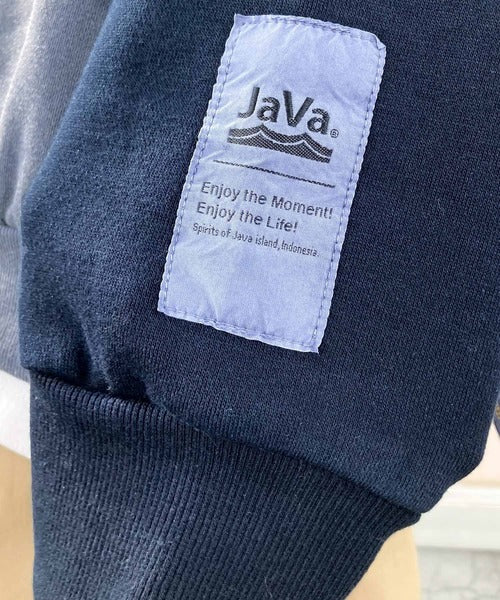 JaVa®
Enjoy the Moment!
Enjoy the Life!
Spirits of Java island, Indonesia.